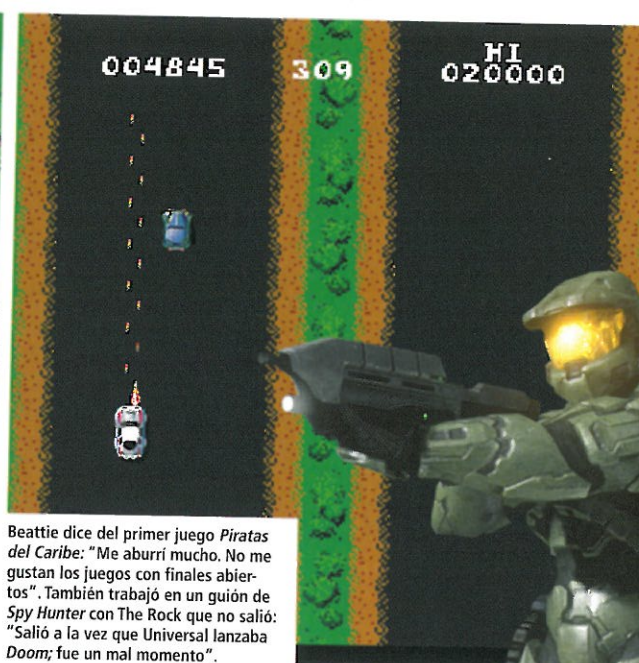 004845
309
HI
020000
Beattie dice del primer juego Piratas
del Caribe: "Me aburrí mucho. No me
gustan los juegos con finales abier-
tos". También trabajó en un guión de
Spy Hunter con The Rock que no salió:
"Salió a la vez que Universal lanzaba
Doom; fue un mal momento".